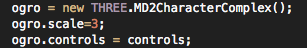 ogro = new THREE.MD2CharacterComplex();
ogro.scale=3;
ogro.controls = controls;